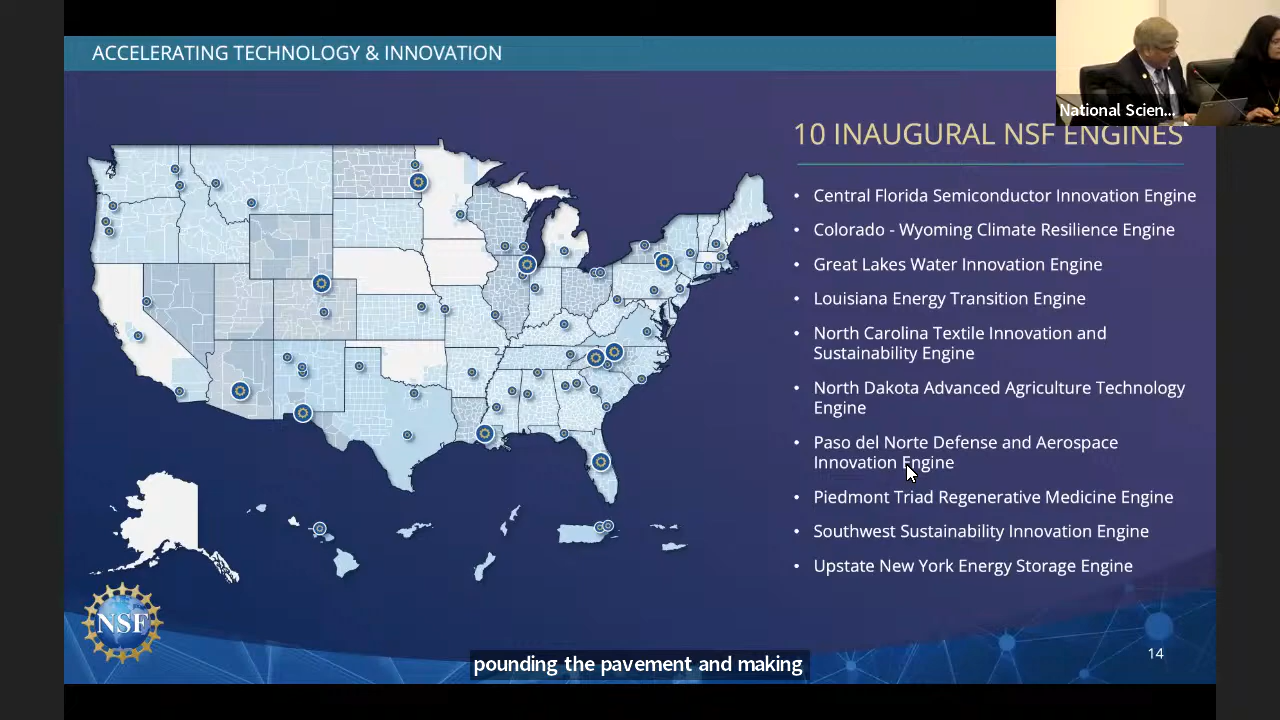 ACCELERATING TECHNOLOGY & INNOVATION
National Scien...
10 INAUGURAL NSF ENGINES
• Central Florida Semiconductor Innovation Engine
• Colorado - Wyoming Climate Resilience Engine
• Great Lakes Water Innovation Engine
• Louisiana Energy Transition Engine
• North Carolina Textile Innovation and
Sustainability Engine
• North Dakota Advanced Agriculture Technology
Engine
• Paso del Norte Defense and Aerospace
Innovation Engine
• Piedmont Triad Regenerative Medicine Engine
• Southwest Sustainability Innovation Engine
• Upstate New York Energy Storage Engine
NSF
14
pounding the pavement and making